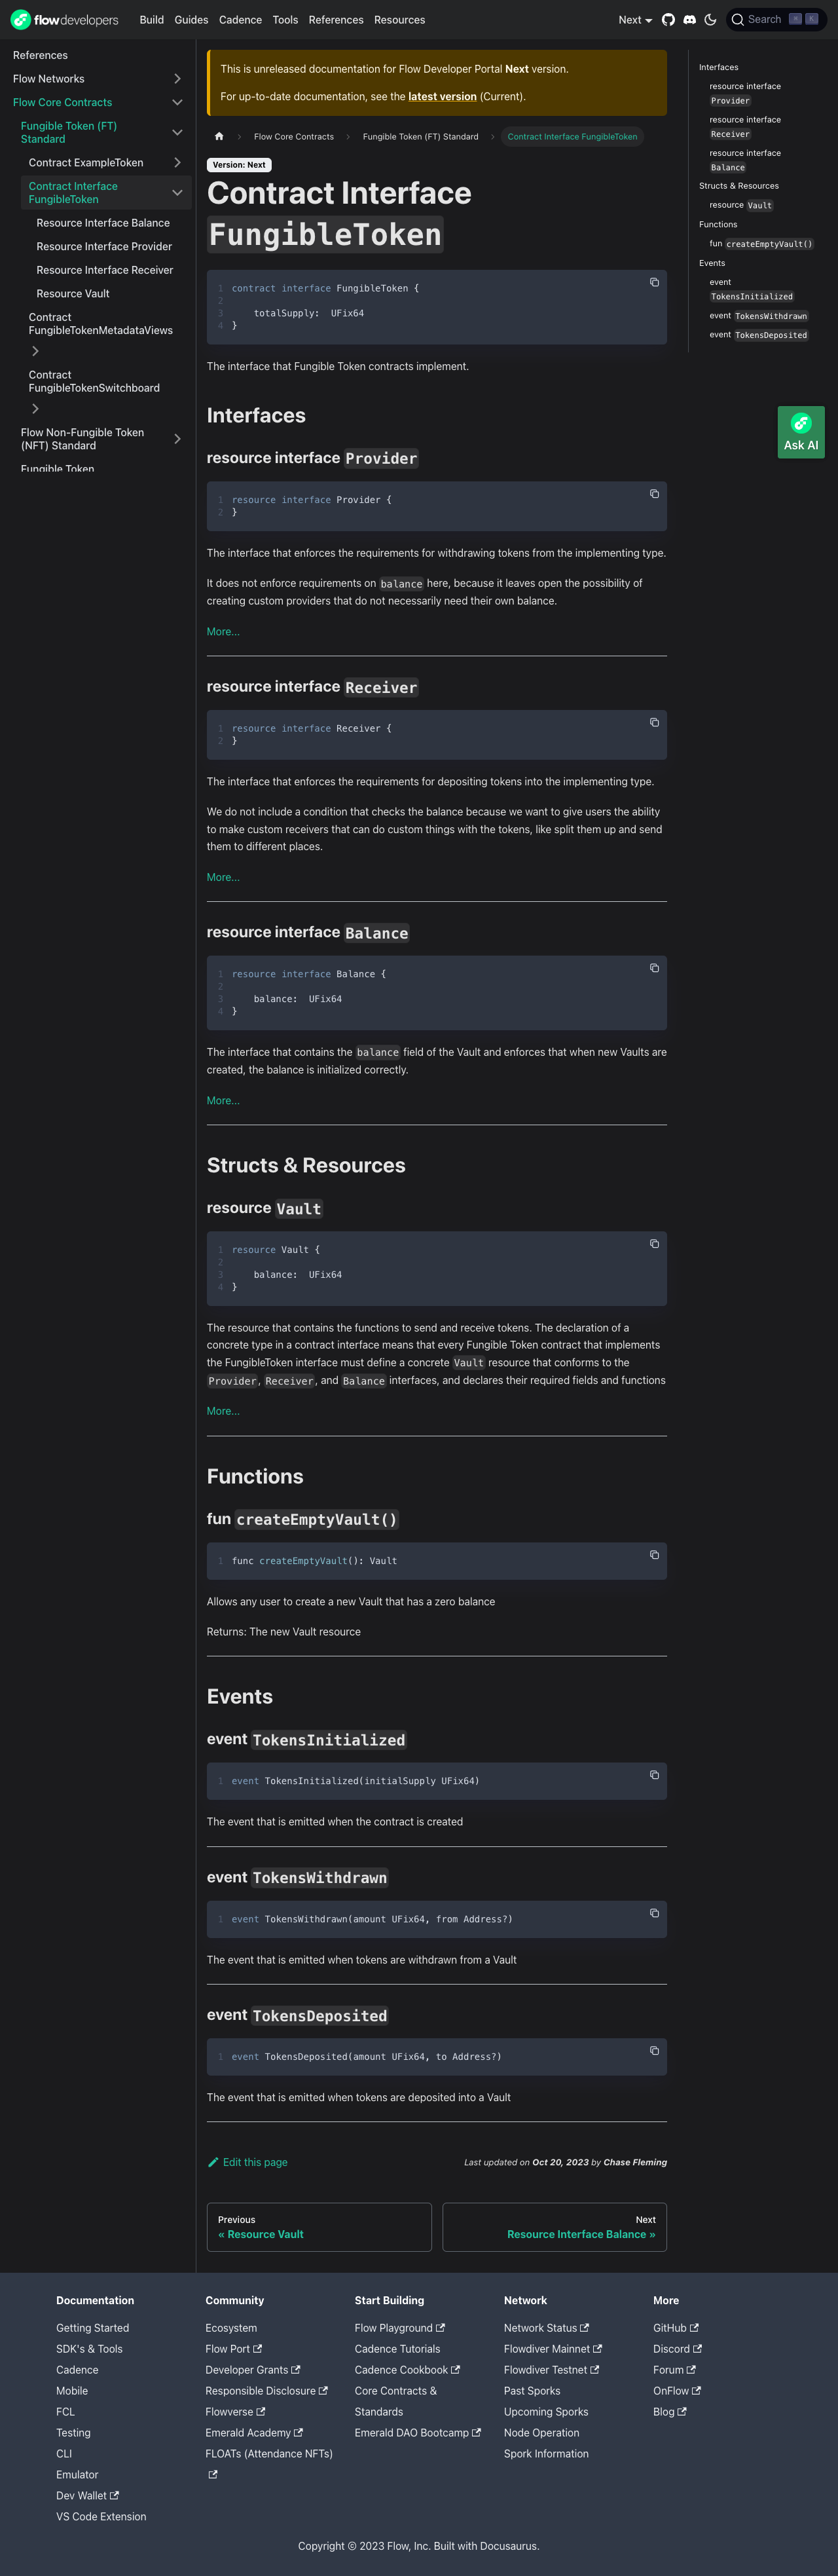 flowdevelopers Build Guides Cadence Tools References Resources Next Search K
References
Flow Networks
Flow Core Contracts
Fungible Token (FT)
Standard
Contract ExampleToken
Contract Interface
FungibleToken
Resource Interface Balance
Resource Interface Provider
Resource Interface Receiver
Resource Vault
Contract
FungibleTokenMetadataViews
Contract
FungibleTokenSwitchboard
Flow Non-Fungible Token
(NFT) Standard
Fungible Token
This is unreleased documentation for Flow Developer Portal Next version.
For up-to-date documentation, see the latest version (Current).
Flow Core Contracts Fungible Token (FT) Standard Contract Interface FungibleToken
Version: Next
Contract Interface
FungibleToken
1 contract interface FungibleToken {
2
3 totalSupply: UFix64
4 }
The interface that Fungible Token contracts implement.
Interfaces
resource interface Provider
1 resource interface Provider {
2 }
The interface that enforces the requirements for withdrawing tokens from the implementing type.
It does not enforce requirements on balance here, because it leaves open the possibility of
creating custom providers that do not necessarily need their own balance.
More...
resource interface Receiver
1 resource interface Receiver {
2 }
The interface that enforces the requirements for depositing tokens into the implementing type.
We do not include a condition that checks the balance because we want to give users the ability
to make custom receivers that can do custom things with the tokens, like split them up and send
them to different places.
More...
resource interface Balance
1 resource interface Balance {
2
3 balance: UFix64
4 }
The interface that contains the balance field of the Vault and enforces that when new Vaults are
created, the balance is initialized correctly.
More...
Structs & Resources
resource Vault
1 resource Vault {
2
3 balance: UFix64
4 }
The resource that contains the functions to send and receive tokens. The declaration of a
concrete type in a contract interface means that every Fungible Token contract that implements
the FungibleToken interface must define a concrete Vault resource that conforms to the
Provider, Receiver, and Balance interfaces, and declares their required fields and functions
More...
Functions
fun createEmptyVault()
1 func createEmptyVault(): Vault
Allows any user to create a new Vault that has a zero balance
Returns: The new Vault resource
Events
event TokensInitialized
1 event TokensInitialized(initialSupply UFix64)
The event that is emitted when the contract is created
event TokensWithdrawn
1 event TokensWithdrawn(amount UFix64, from Address?)
The event that is emitted when tokens are withdrawn from a Vault
event TokensDeposited
1 event TokensDeposited(amount UFix64, to Address?)
The event that is emitted when tokens are deposited into a Vault
Edit this page
Last updated on Oct 20, 2023 by Chase Fleming
Previous
« Resource Vault
Next
Resource Interface Balance »
Interfaces
resource interface
Provider
resource interface
Receiver
resource interface
Balance
Structs & Resources
resource Vault
Functions
fun createEmptyVault()
Events
event
TokensInitialized
event TokensWithdrawn
event TokensDeposited
Ask AI
Documentation
Getting Started
SDK's & Tools
Cadence
Mobile
FCL
Testing
CLI
Emulator
Dev Wallet
VS Code Extension
Community
Ecosystem
Flow Port
Developer Grants
Responsible Disclosure
Flowverse
Emerald Academy
FLOATs (Attendance NFTs)
Start Building
Flow Playground
Cadence Tutorials
Cadence Cookbook
Core Contracts &
Standards
Emerald DAO Bootcamp
Network
Network Status
Flowdiver Mainnet
Flowdiver Testnet
Past Sporks
Upcoming Sporks
Node Operation
Spork Information
More
GitHub
Discord
Forum
OnFlow
Blog
Copyright © 2023 Flow, Inc. Built with Docusaurus.